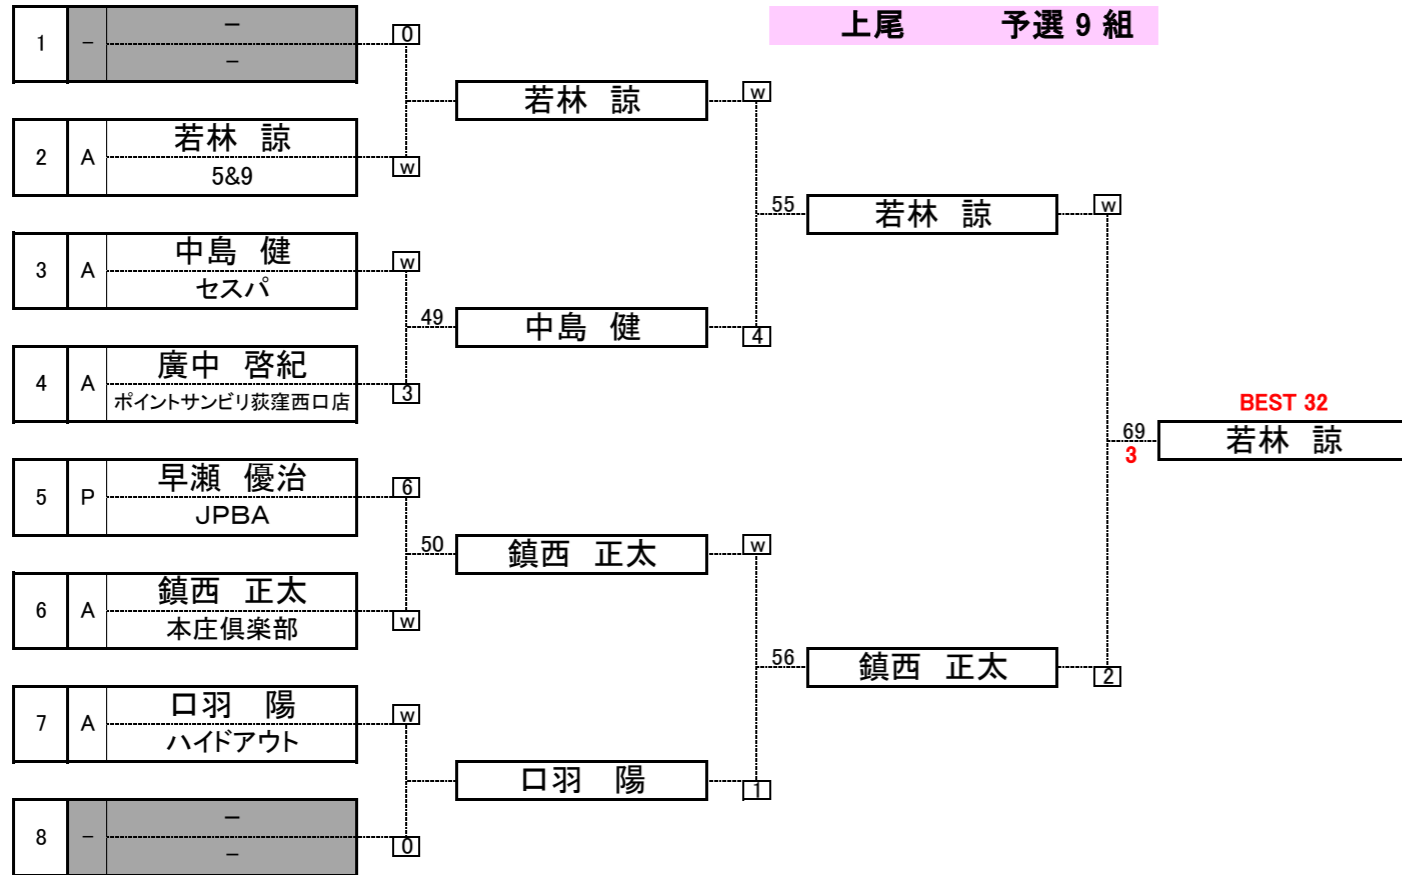 上尾 予選 9 組
1 - －
-
0
2 A 若林 諒
5&9
w
3 A 中島 健
セスパ
w
4 A 廣中 啓紀
ポイントサンビリ荻窪西口店
3
5 P 早瀬 優治
JPBA
6
6 A 鎮西 正太
本庄倶楽部
w
7 A 口羽 陽
ハイドアウト
w
8 - －
-
0
若林 諒
w
49 中島 健
4
50 鎮西 正太
w
口羽 陽
1
55 若林 諒
w
56 鎮西 正太
2
BEST 32
69 若林 諒
3